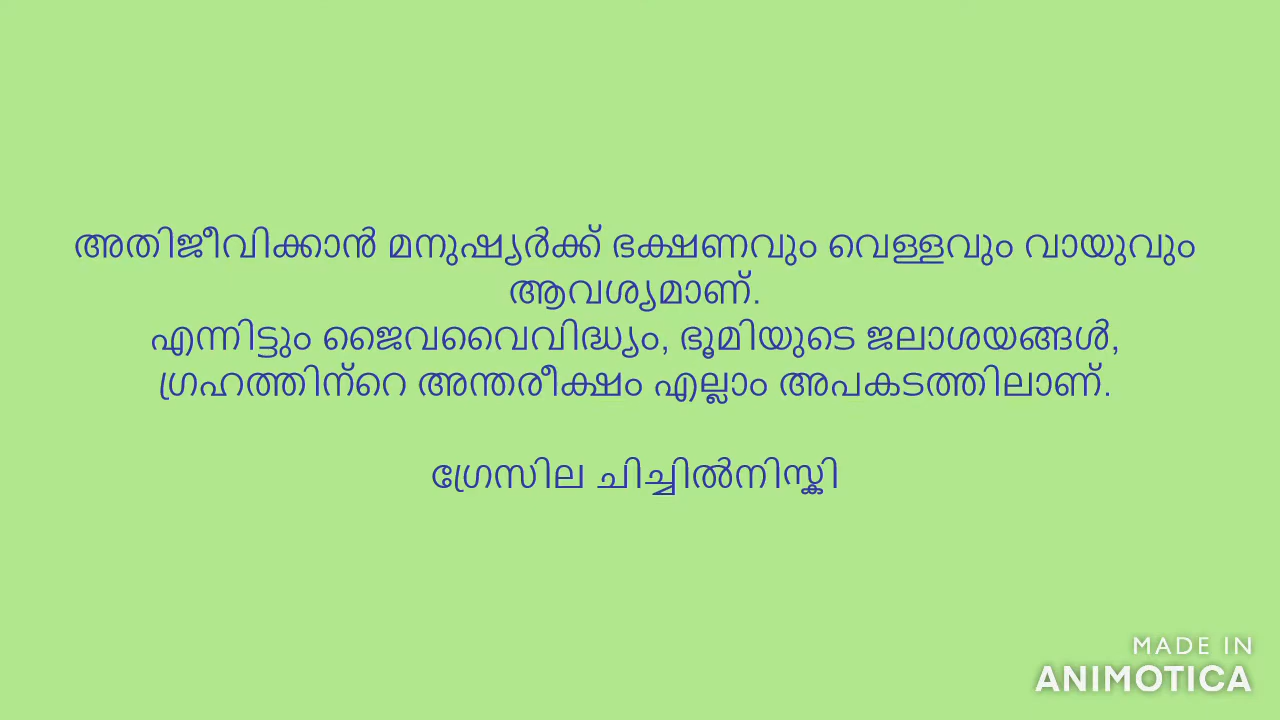 അതിജീവിക്കാൻ മനുഷ്യർക്ക് ഭക്ഷണവും വെള്ളവും വായുവും
ആവശ്യമാണ്.
എന്നിട്ടും ജൈവവൈവിദ്ധ്യം, ഭൂമിയുടെ ജലാശയങ്ങൾ,
ഗ്രഹത്തിന്റെ അന്തരീക്ഷം എല്ലാം അപകടത്തിലാണ്.
ഗ്രേസില ചിച്ചിൽനിസ്കി
MADE IN
ANIMOTICA